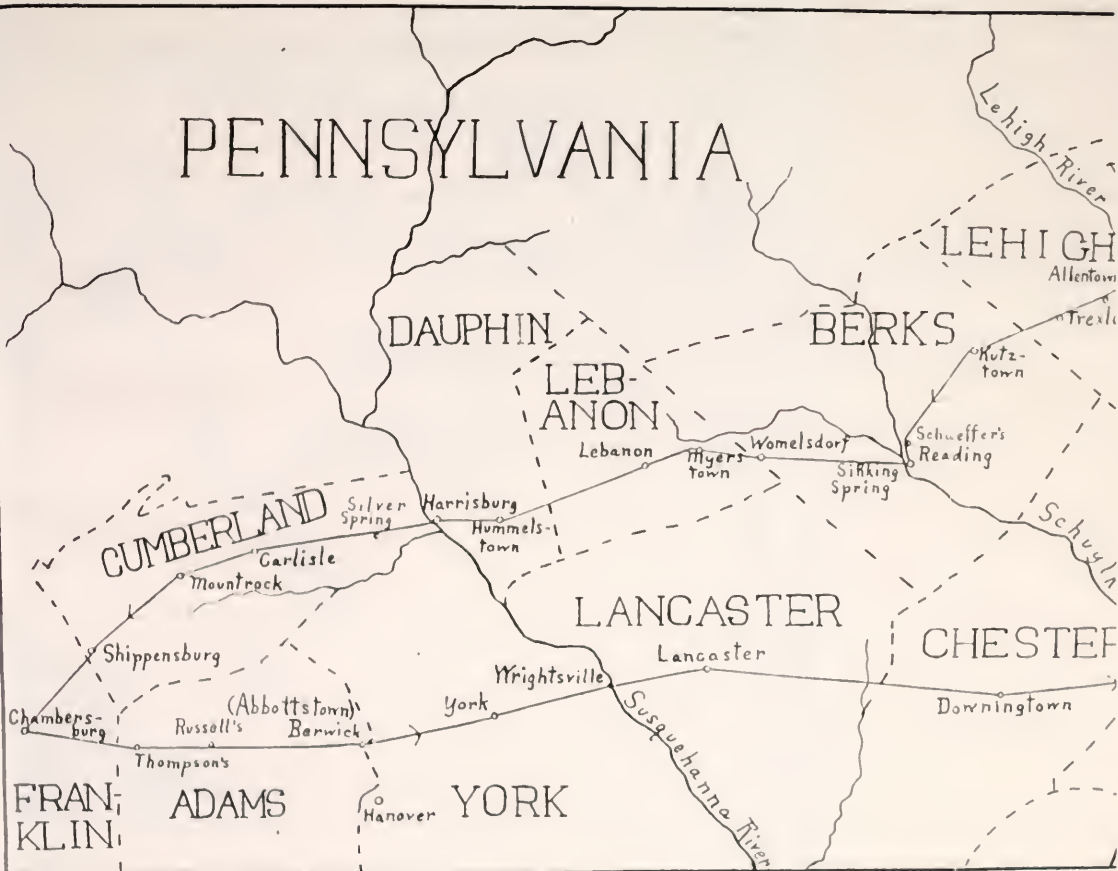 PENNSYLVANIA
Lehigh River
LEHIGH
Allentown
DAUPHIN
BERKS
Kutz-
town
LEB-
ANON
Lebanon
Myers
town
Womelsdorf
Sinking
Spring
Schaeffer's
Reading
CUMBERLAND
Silver
Spring
Harrisburg
Hummels-
town
Carlisle
Mountrock
Shippensburg
LANCASTER
Lancaster
CHESTER
Downingtown
Wrightsville
York
(Abbottstown)
Berwick
Russell's
Thompson's
Chambers-
burg
FRAN-
KLIN
ADAMS
Hanover
YORK
Susquehanna River